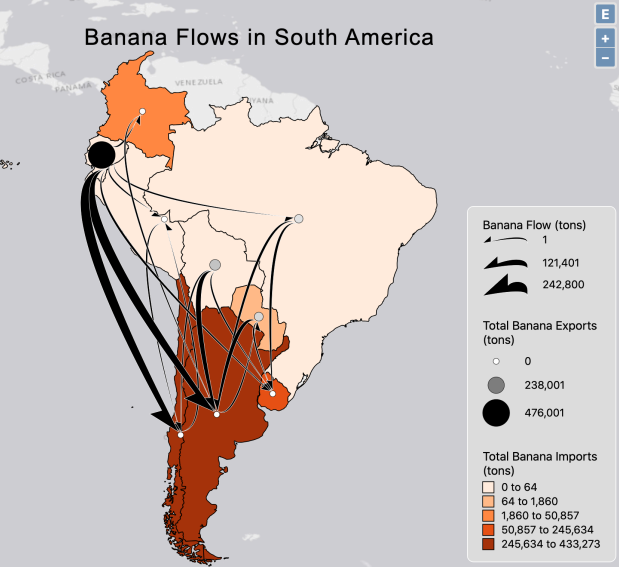 E
Banana Flows in South America
+
−
COSTA RICA
PANAMA
VENEZUELA
YANA
Banana Flow (tons)
1
121,401
242,800
Total Banana Exports
(tons)
0
238,001
476,001
Total Banana Imports
(tons)
0 to 64
64 to 1,860
1,860 to 50,857
50,857 to 245,634
245,634 to 433,273